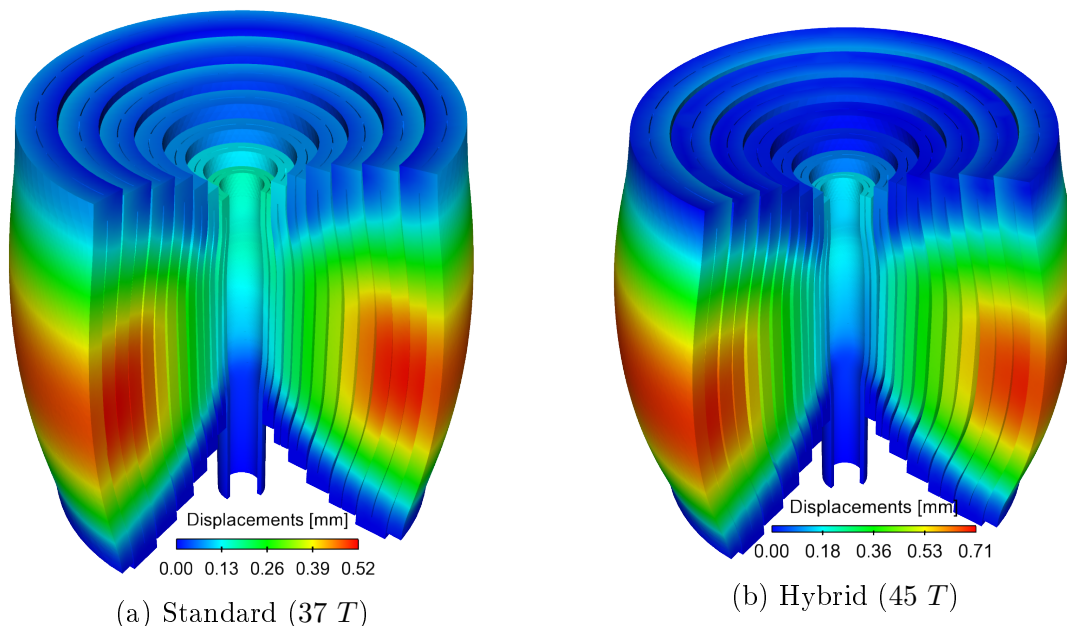 Displacements [mm]
0.00 0.13 0.26 0.39 0.52
(a) Standard (37 T)
Displacements [mm]
0.00 0.18 0.36 0.53 0.71
(b) Hybrid (45 T)